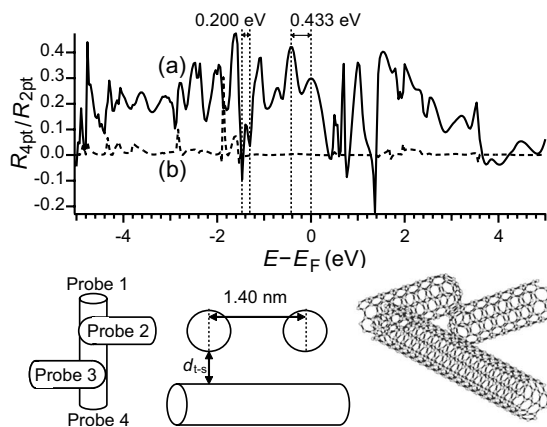 0.200 eV 0.433 eV
(a)
(b)
R4pt/R2pt
0.4
0.3
0.2
0.1
0.0
-0.1
-0.2
-4 -2 0 2 4
E−EF (eV)
Probe 1
Probe 2
Probe 3
Probe 4
1.40 nm
dt-s